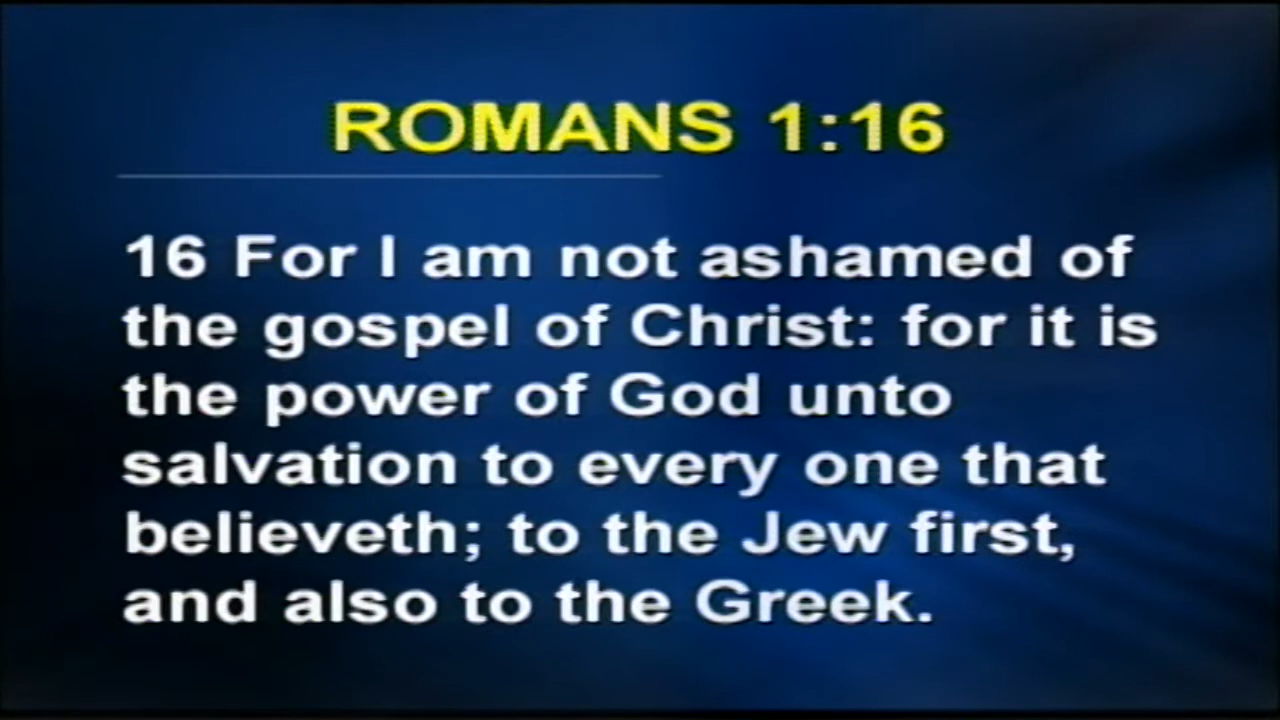 ROMANS 1:16
16 For I am not ashamed of
the gospel of Christ: for it is
the power of God unto
salvation to every one that
believeth; to the Jew first,
and also to the Greek.